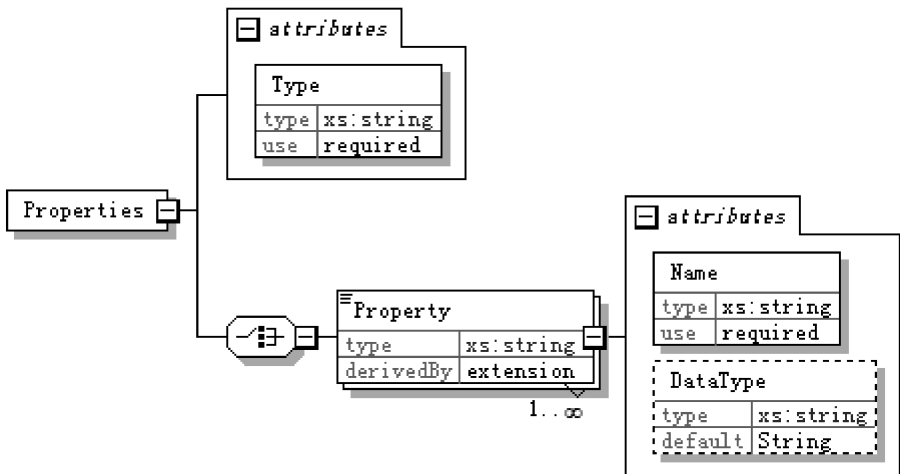 attributes
Type
type xs:string
use required
Properties
attributes
Name
type xs:string
use required
Property
type xs:string
derivedBy extension
1..∞
DataType
type xs:string
default String